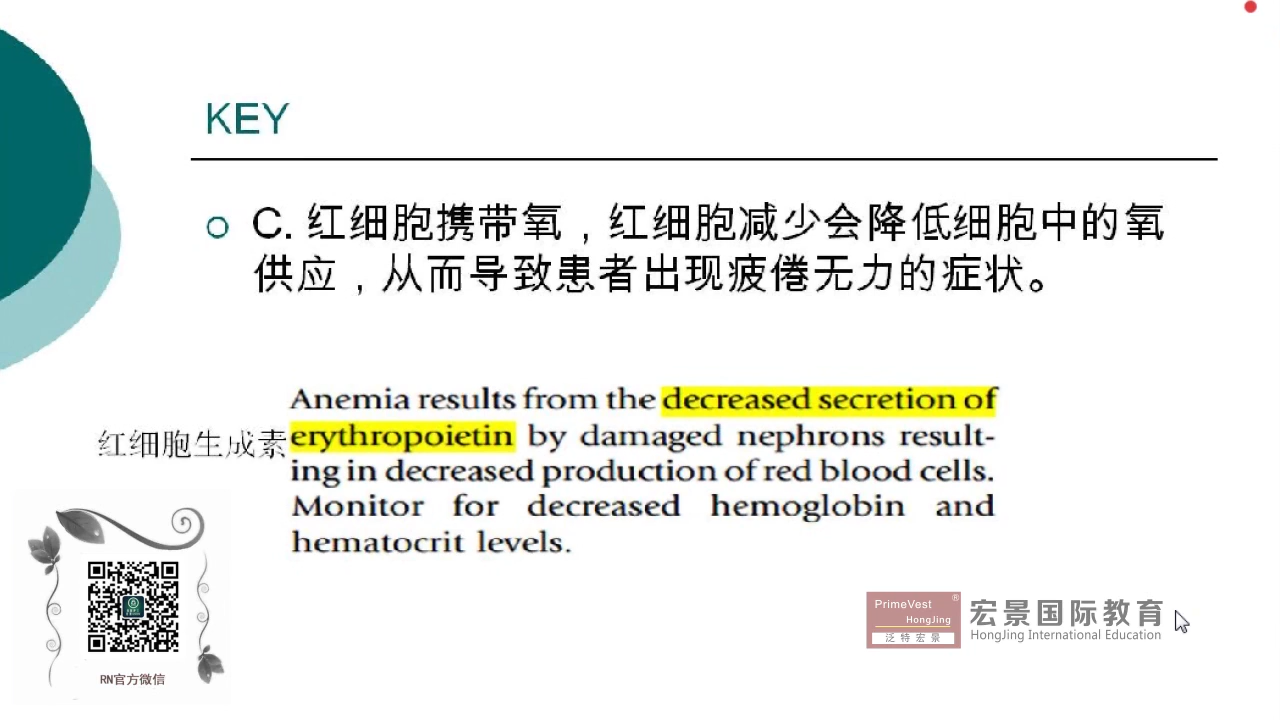 KEY
C. 红细胞携带氧，红细胞减少会降低细胞中的氧
供应，从而导致患者出现疲倦无力的症状。
Anemia results from the decreased secretion of
红细胞生成素
erythropoietin by damaged nephrons result-
ing in decreased production of red blood cells.
Monitor for decreased hemoglobin and
hematocrit levels.
RN官方微信
PrimeVest ®
HongJing
泛特宏景
宏景国际教育
HongJing International Education